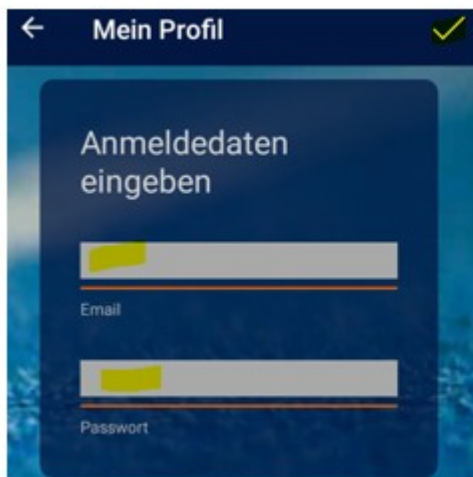 Mein Profil
Anmeldedaten
eingeben
Email
Passwort